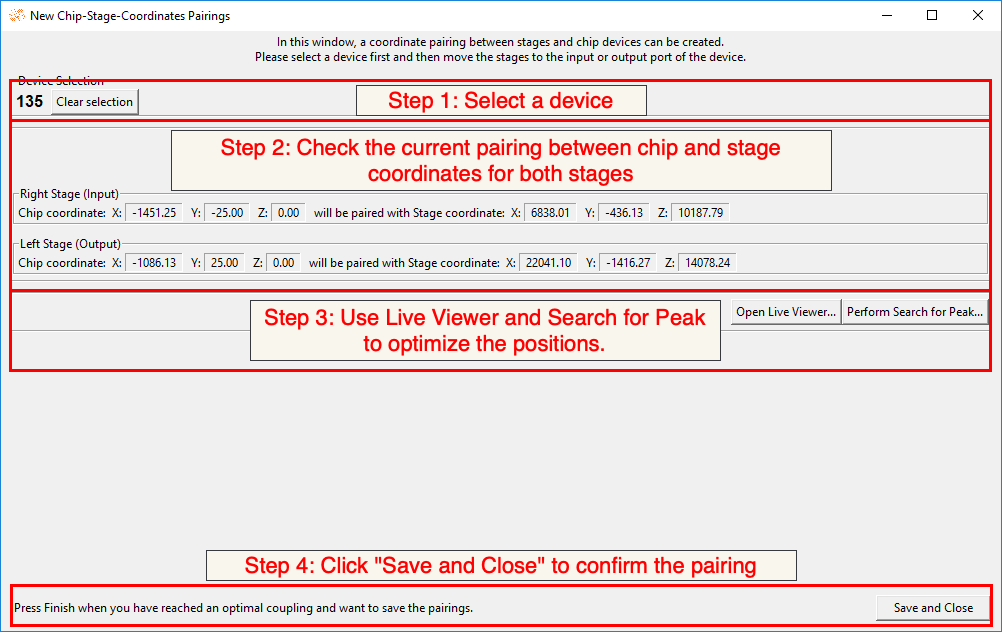 New Chip-Stage-Coordinates Pairings
In this window, a coordinate pairing between stages and chip devices can be created.
Please select a device first and then move the stages to the input or output port of the device.
Device Selection
135 Clear selection Step 1: Select a device
Step 2: Check the current pairing between chip and stage
coordinates for both stages
Right Stage (Input)
Chip coordinate: X: -1451.25 Y: -25.00 Z: 0.00 will be paired with Stage coordinate: X: 6838.01 Y: -436.13 Z: 10187.79
Left Stage (Output)
Chip coordinate: X: -1086.13 Y: 25.00 Z: 0.00 will be paired with Stage coordinate: X: 22041.10 Y: -1416.27 Z: 14078.24
Step 3: Use Live Viewer and Search for Peak
to optimize the positions.
Open Live Viewer... Perform Search for Peak...
Step 4: Click "Save and Close" to confirm the pairing
Press Finish when you have reached an optimal coupling and want to save the pairings. Save and Close